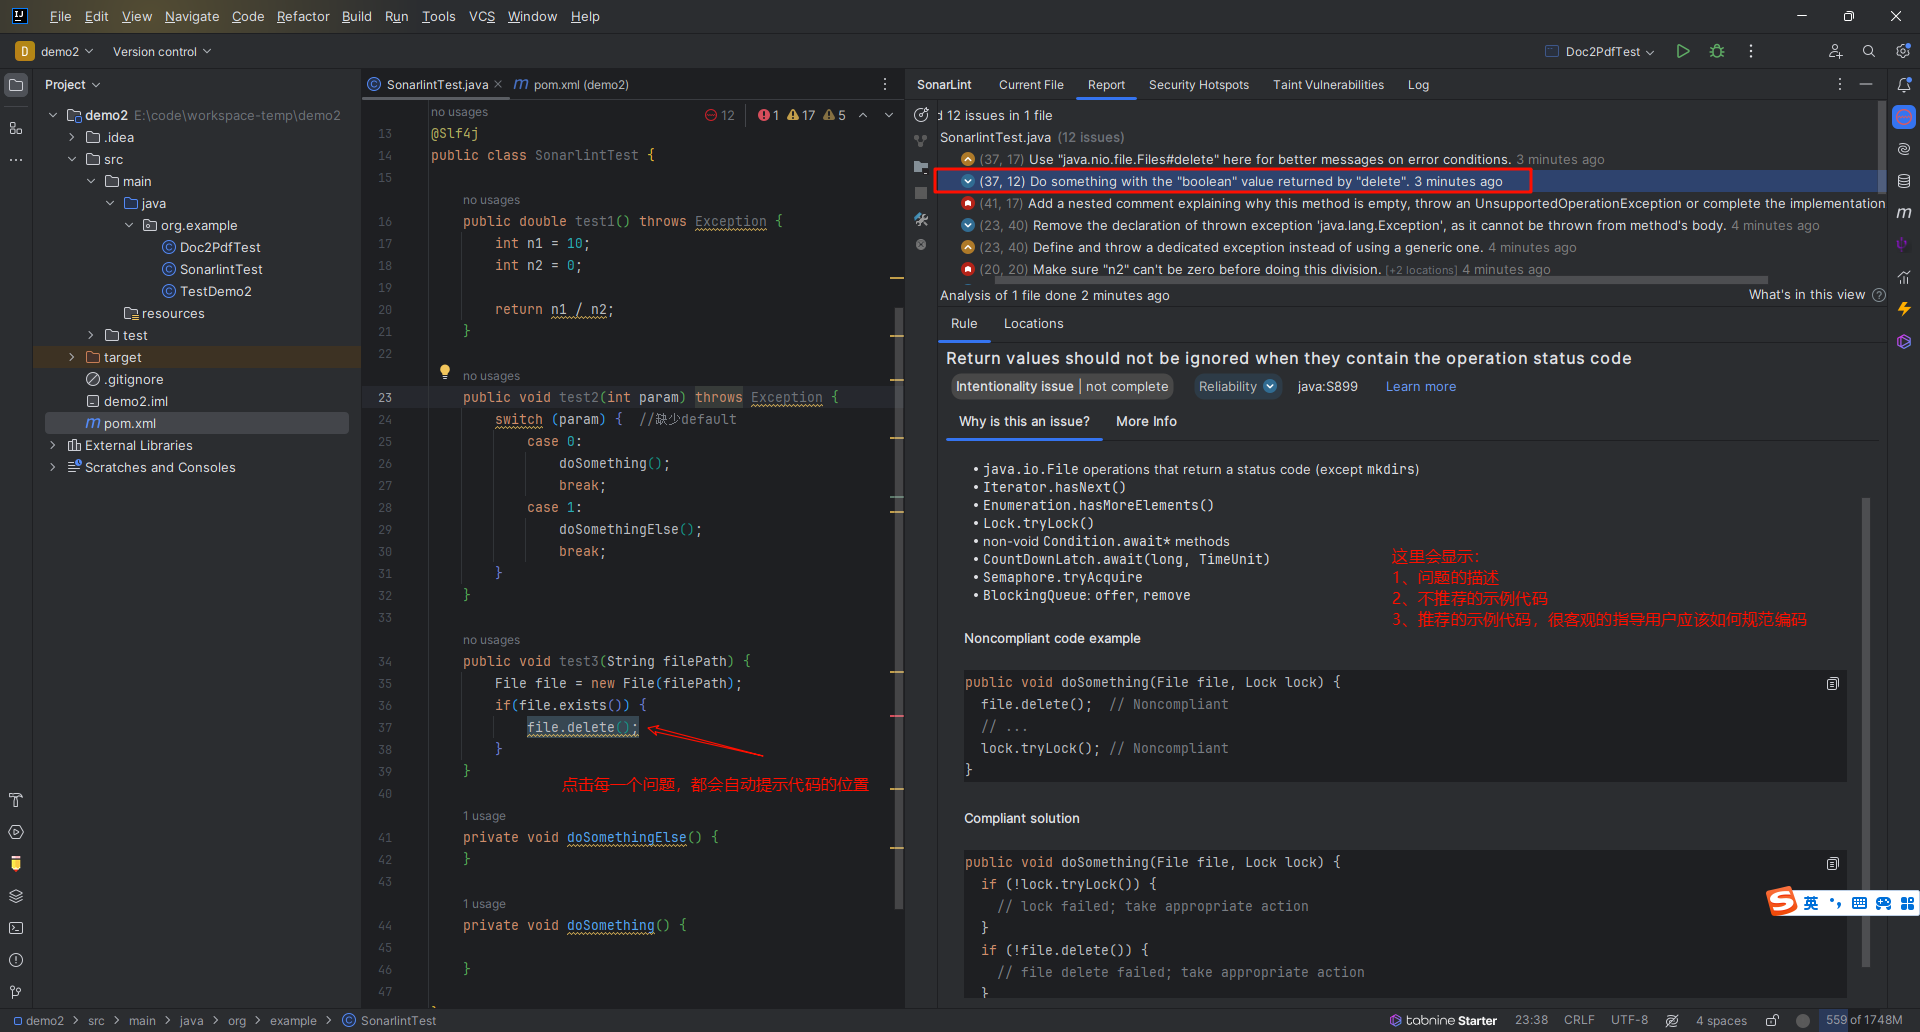 File Edit View Navigate Code Refactor Build Run Tools VCS Window Help
D demo2 Version control Doc2PdfTest
Project
demo2 E:\code\workspace-temp\demo2
.idea
src
main
java
org.example
Doc2PdfTest
SonarlintTest
TestDemo2
resources
test
target
.gitignore
demo2.iml
pom.xml
External Libraries
Scratches and Consoles
SonarlintTest.java pom.xml (demo2)
12 1 17 5
no usages
13 @Slf4j
14 public class SonarlintTest {
15
no usages
16 public double test1() throws Exception {
17 int n1 = 10;
18 int n2 = 0;
19
20 return n1 / n2;
21 }
22
no usages
23 public void test2(int param) throws Exception {
24 switch (param) { //缺少default
25 case 0:
26 doSomething();
27 break;
28 case 1:
29 doSomethingElse();
30 break;
31 }
32 }
33
no usages
34 public void test3(String filePath) {
35 File file = new File(filePath);
36 if(file.exists()) {
37 file.delete();
38 }
39 }
点击每一个问题，都会自动提示代码的位置
40
1 usage
41 private void doSomethingElse() {
42 }
43
1 usage
44 private void doSomething() {
45
46 }
47
SonarLint Current File Report Security Hotspots Taint Vulnerabilities Log
d 12 issues in 1 file
SonarlintTest.java (12 issues)
(37, 17) Use "java.nio.file.Files#delete" here for better messages on error conditions. 3 minutes ago
(37, 12) Do something with the "boolean" value returned by "delete". 3 minutes ago
(41, 17) Add a nested comment explaining why this method is empty, throw an UnsupportedOperationException or complete the implementation
(23, 40) Remove the declaration of thrown exception 'java.lang.Exception', as it cannot be thrown from method's body. 4 minutes ago
(23, 40) Define and throw a dedicated exception instead of using a generic one. 4 minutes ago
(20, 20) Make sure "n2" can't be zero before doing this division. [+2 locations] 4 minutes ago
Analysis of 1 file done 2 minutes ago What's in this view
Rule Locations
Return values should not be ignored when they contain the operation status code
Intentionality issue | not complete Reliability java:S899 Learn more
Why is this an issue? More Info
• java.io.File operations that return a status code (except mkdirs)
• Iterator.hasNext()
• Enumeration.hasMoreElements()
• Lock.tryLock()
• non-void Condition.await* methods
• CountDownLatch.await(long, TimeUnit)
• Semaphore.tryAcquire
• BlockingQueue: offer, remove
这里会显示：
1、问题的描述
2、不推荐的示例代码
3、推荐的示例代码，很客观的指导用户应该如何规范编码
Noncompliant code example
public void doSomething(File file, Lock lock) {
file.delete(); // Noncompliant
// ...
lock.tryLock(); // Noncompliant
}
Compliant solution
public void doSomething(File file, Lock lock) {
if (!lock.tryLock()) {
// lock failed; take appropriate action
}
if (!file.delete()) {
// file delete failed; take appropriate action
}
S 英
demo2 > src > main > java > org > example > SonarlintTest
tabnine Starter 23:38 CRLF UTF-8 4 spaces 559 of 1748M